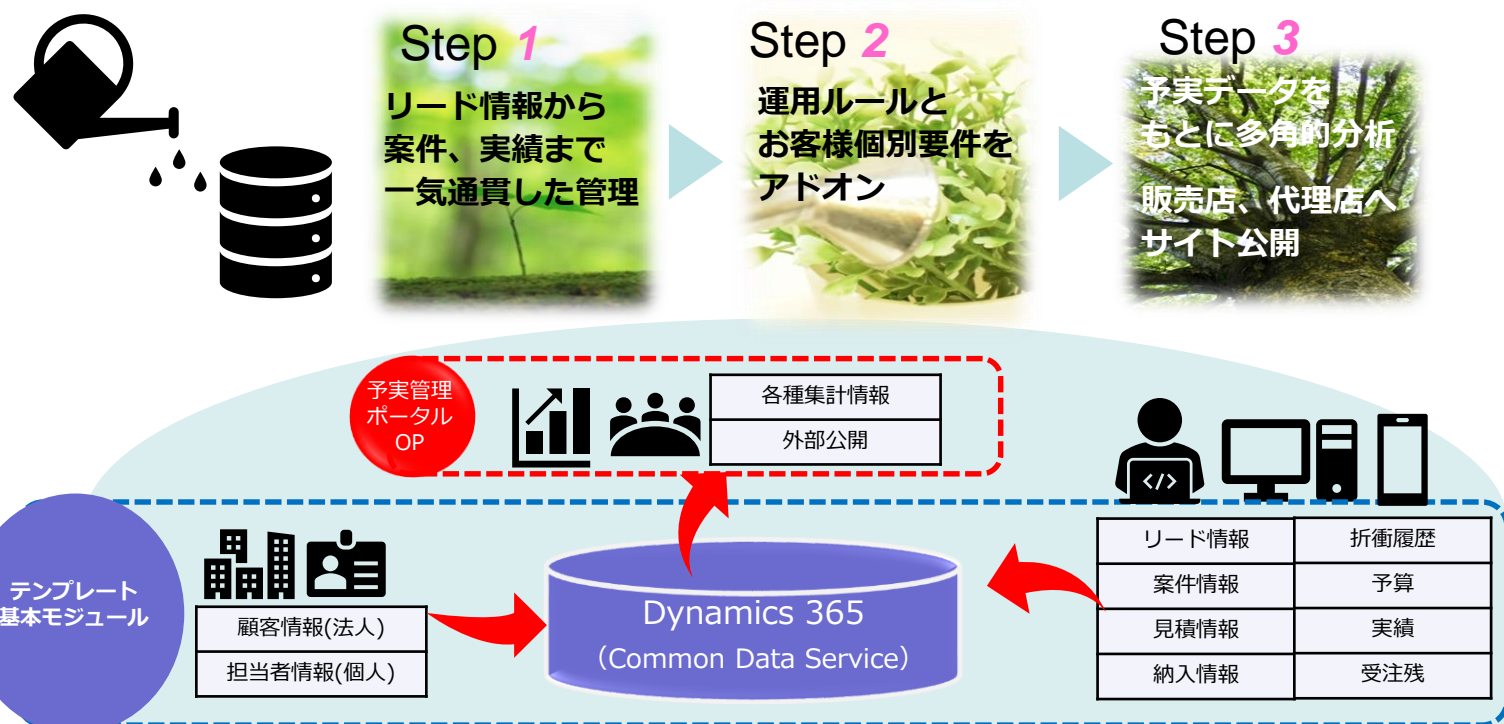 Step 1
リード情報から
案件、実績まで
一気通貫した管理
Step 2
運用ルールと
お客様個別要件を
アドオン
Step 3
予実データを
もとに多角的分析
販売店、代理店へ
サイト公開
予実管理
ポータル
OP
各種集計情報
外部公開
</>
テンプレート
基本モジュール
顧客情報(法人)
担当者情報(個人)
Dynamics 365
（Common Data Service）
リード情報
折衝履歴
案件情報
予算
見積情報
実績
納入情報
受注残